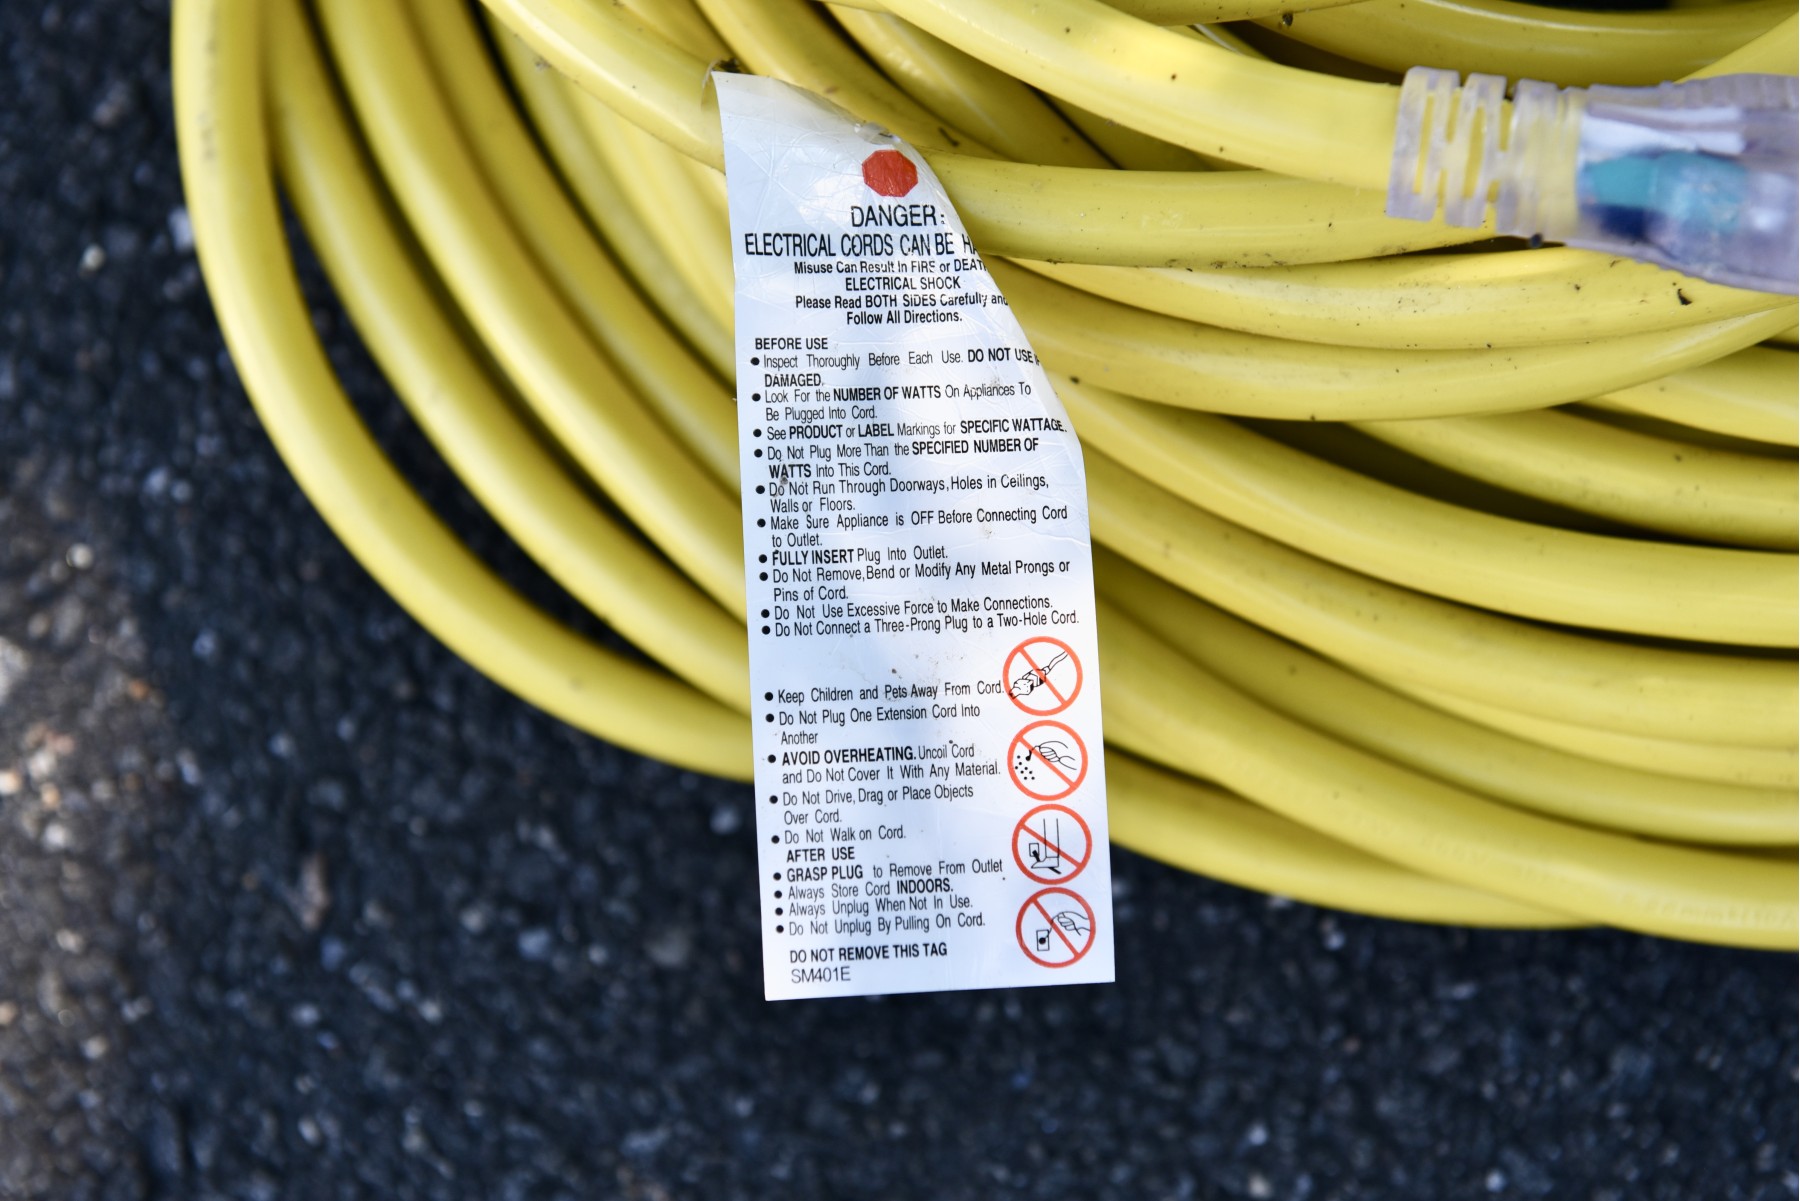 DANGER:
ELECTRICAL CORDS CAN BE
Misuse Can Result In FIRE or DEATH
ELECTRICAL SHOCK
Please Read BOTH SIDES Carefully and
Follow All Directions.
BEFORE USE
● Inspect Thoroughly Before Each Use. DO NOT USE
DAMAGED.
● Look For the NUMBER OF WATTS On Appliances To
Be Plugged Into Cord.
● See PRODUCT or LABEL Markings for SPECIFIC WATTAGE.
● Do Not Plug More Than the SPECIFIED NUMBER OF
WATTS Into This Cord.
● Do Not Run Through Doorways, Holes in Ceilings,
Walls or Floors.
● Make Sure Appliance is OFF Before Connecting Cord
to Outlet.
● FULLY INSERT Plug Into Outlet.
● Do Not Remove, Bend or Modify Any Metal Prongs or
Pins of Cord.
● Do Not Use Excessive Force to Make Connections.
● Do Not Connect a Three-Prong Plug to a Two-Hole Cord.
● Keep Children and Pets Away From Cord.
● Do Not Plug One Extension Cord Into
Another
● AVOID OVERHEATING. Uncoil Cord
and Do Not Cover It With Any Material.
● Do Not Drive, Drag or Place Objects
Over Cord.
● Do Not Walk on Cord.
AFTER USE
● GRASP PLUG to Remove From Outlet
● Always Store Cord INDOORS.
● Always Unplug When Not In Use.
● Do Not Unplug By Pulling On Cord.
DO NOT REMOVE THIS TAG
SM401E